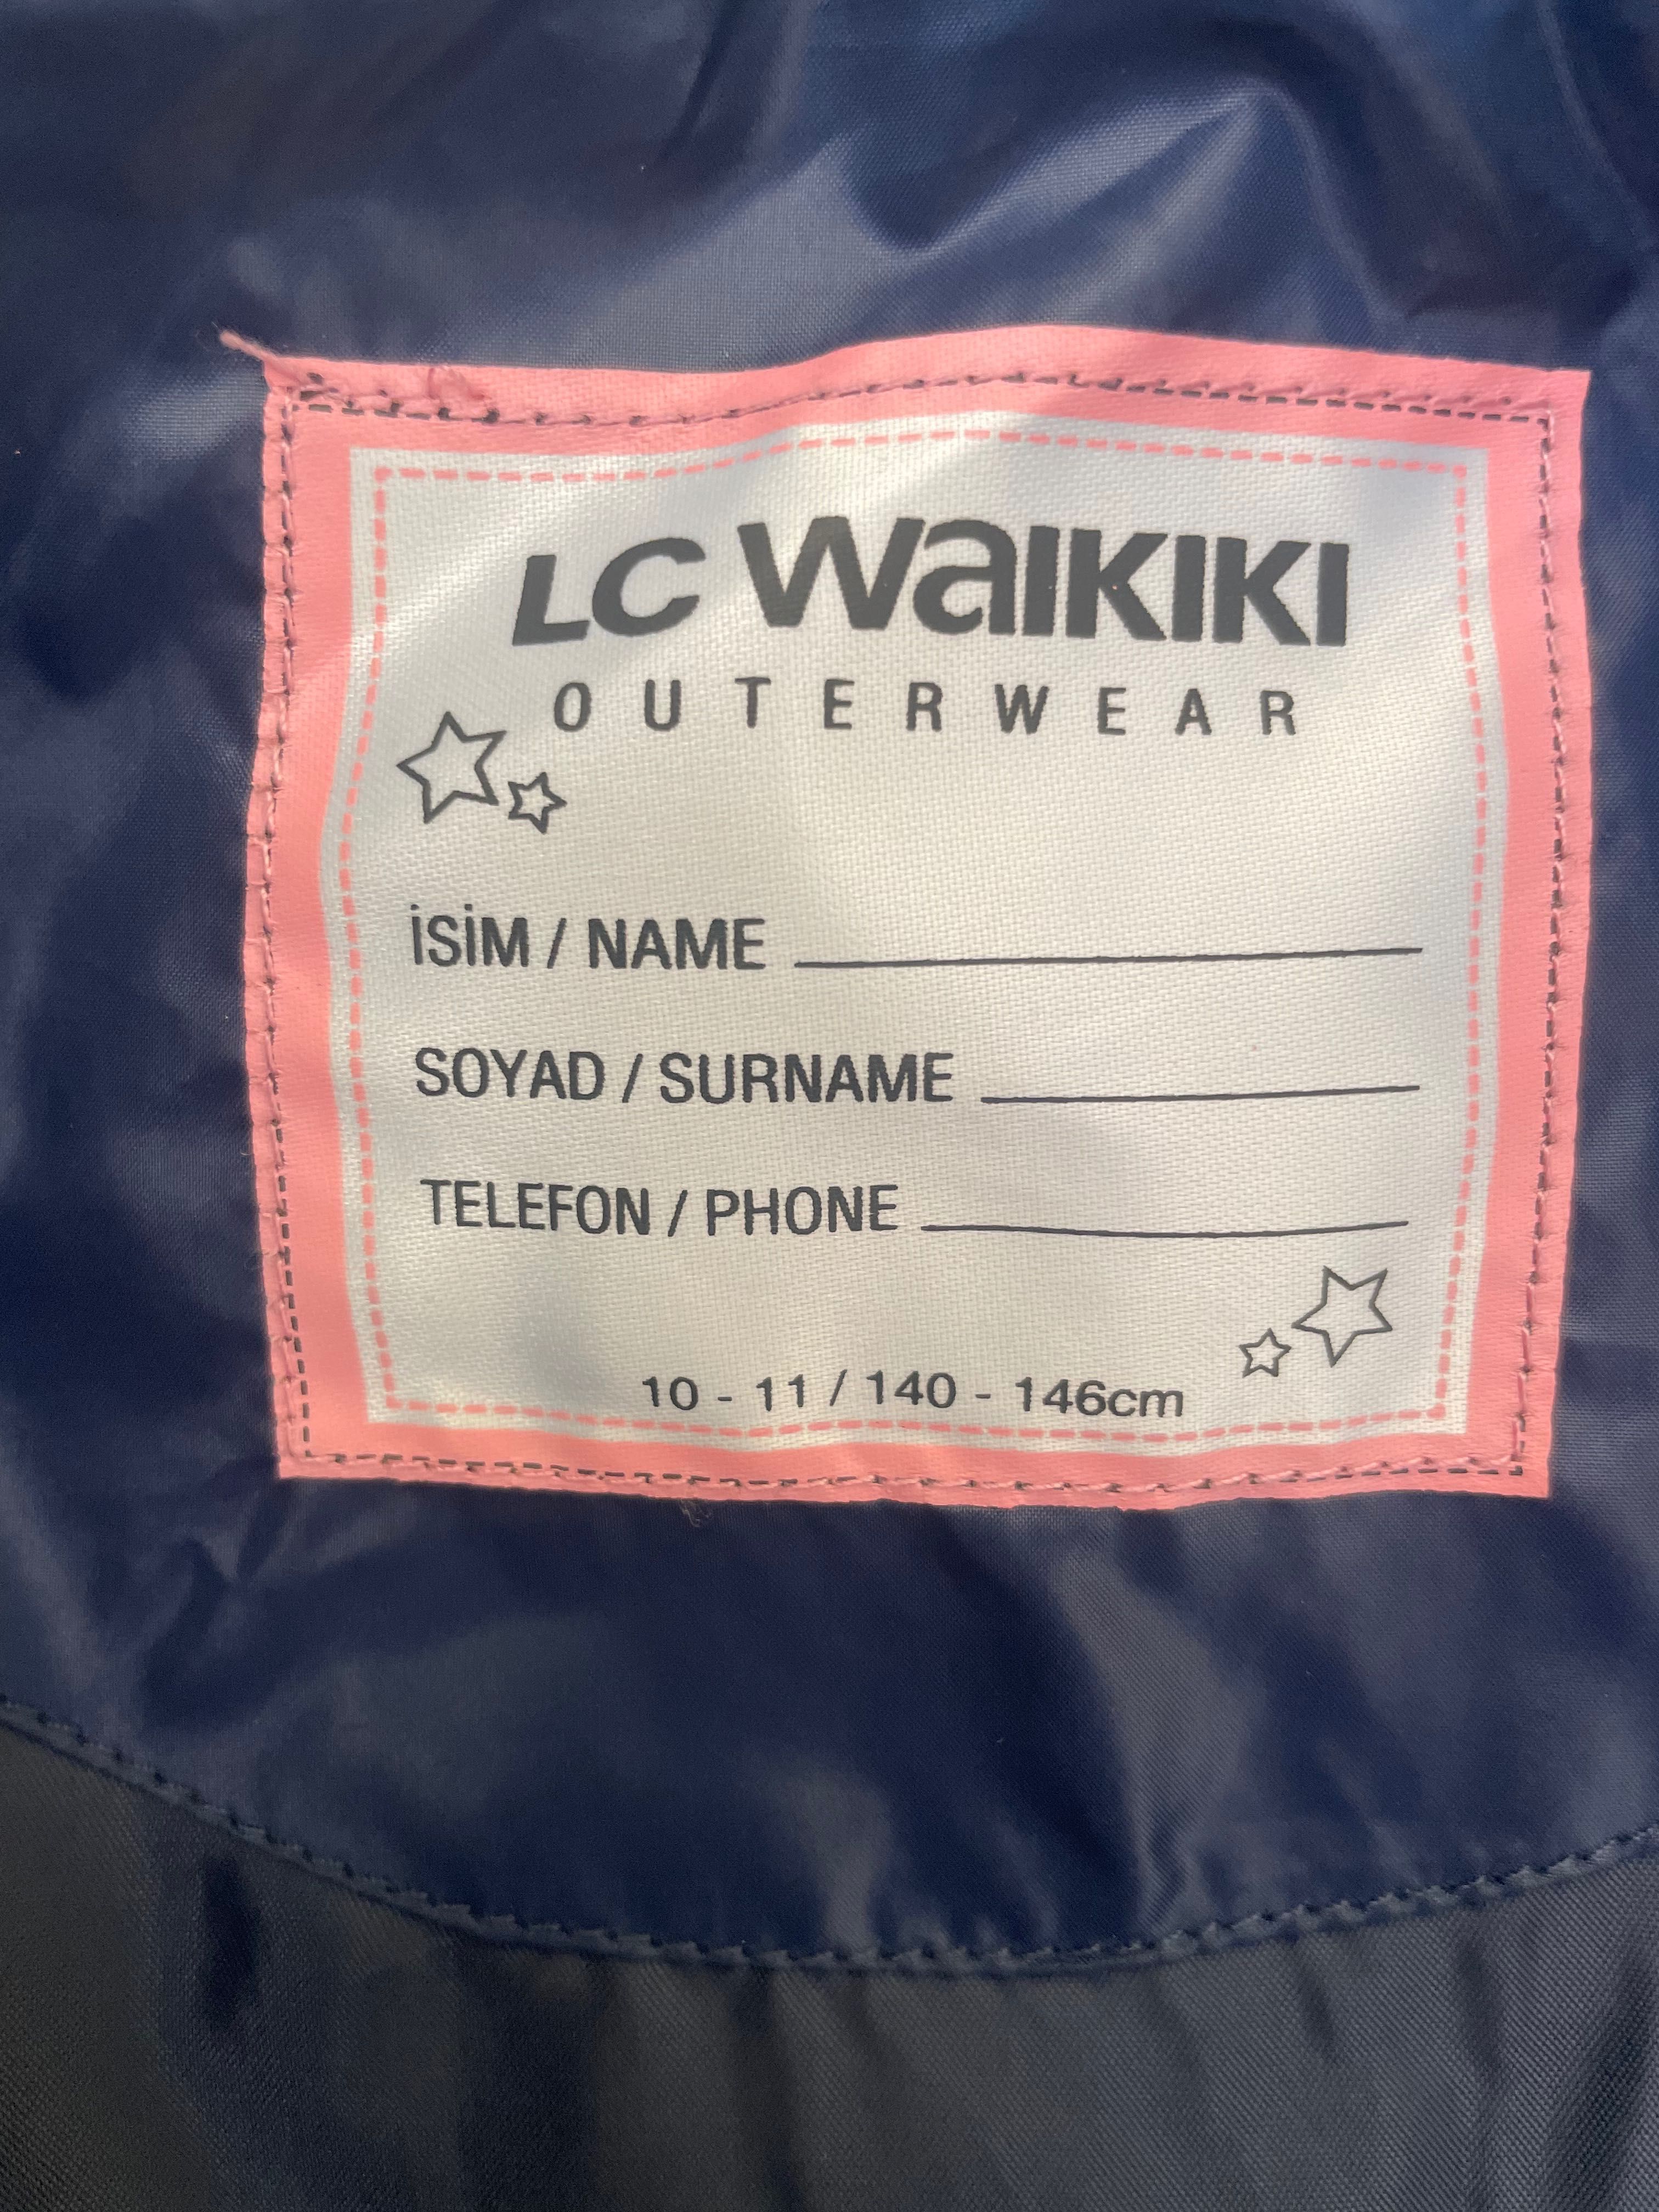 LC WAIKIKI
OUTERWEAR
İSİM / NAME
SOYAD / SURNAME
TELEFON / PHONE
10 - 11 / 140 - 146cm